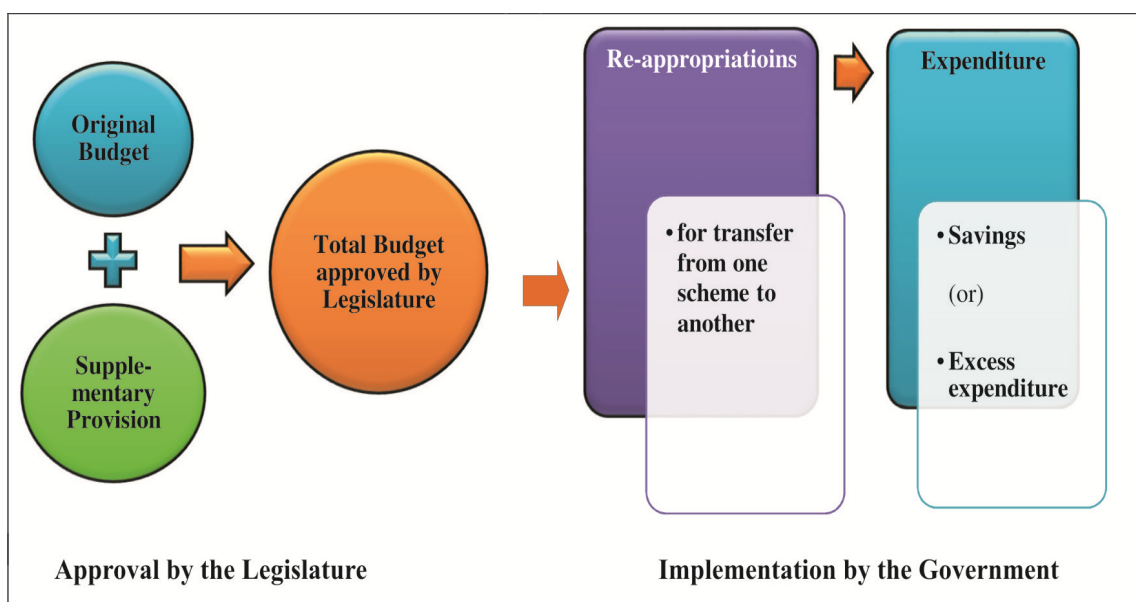 Original
Budget
Supple-
mentary
Provision
Total Budget
approved by
Legislature
Re-appropriatioins
• for transfer
from one
scheme to
another
Expenditure
• Savings
(or)
• Excess
expenditure
Approval by the Legislature
Implementation by the Government